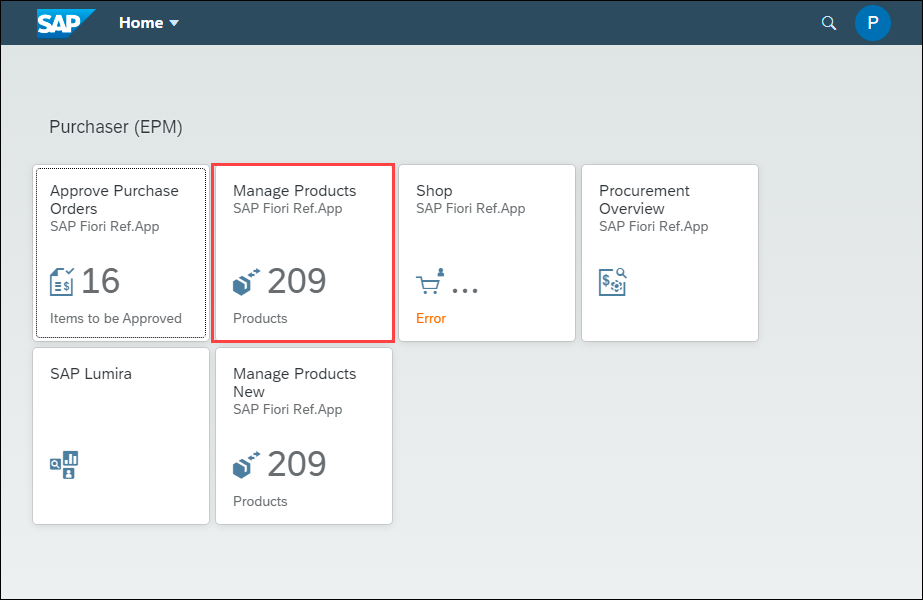 SAP
Home
P
Purchaser (EPM)
Approve Purchase
Orders
SAP Fiori Ref.App
16
Items to be Approved
Manage Products
SAP Fiori Ref.App
209
Products
Shop
SAP Fiori Ref.App
...
Error
Procurement
Overview
SAP Fiori Ref.App
SAP Lumira
Manage Products
New
SAP Fiori Ref.App
209
Products